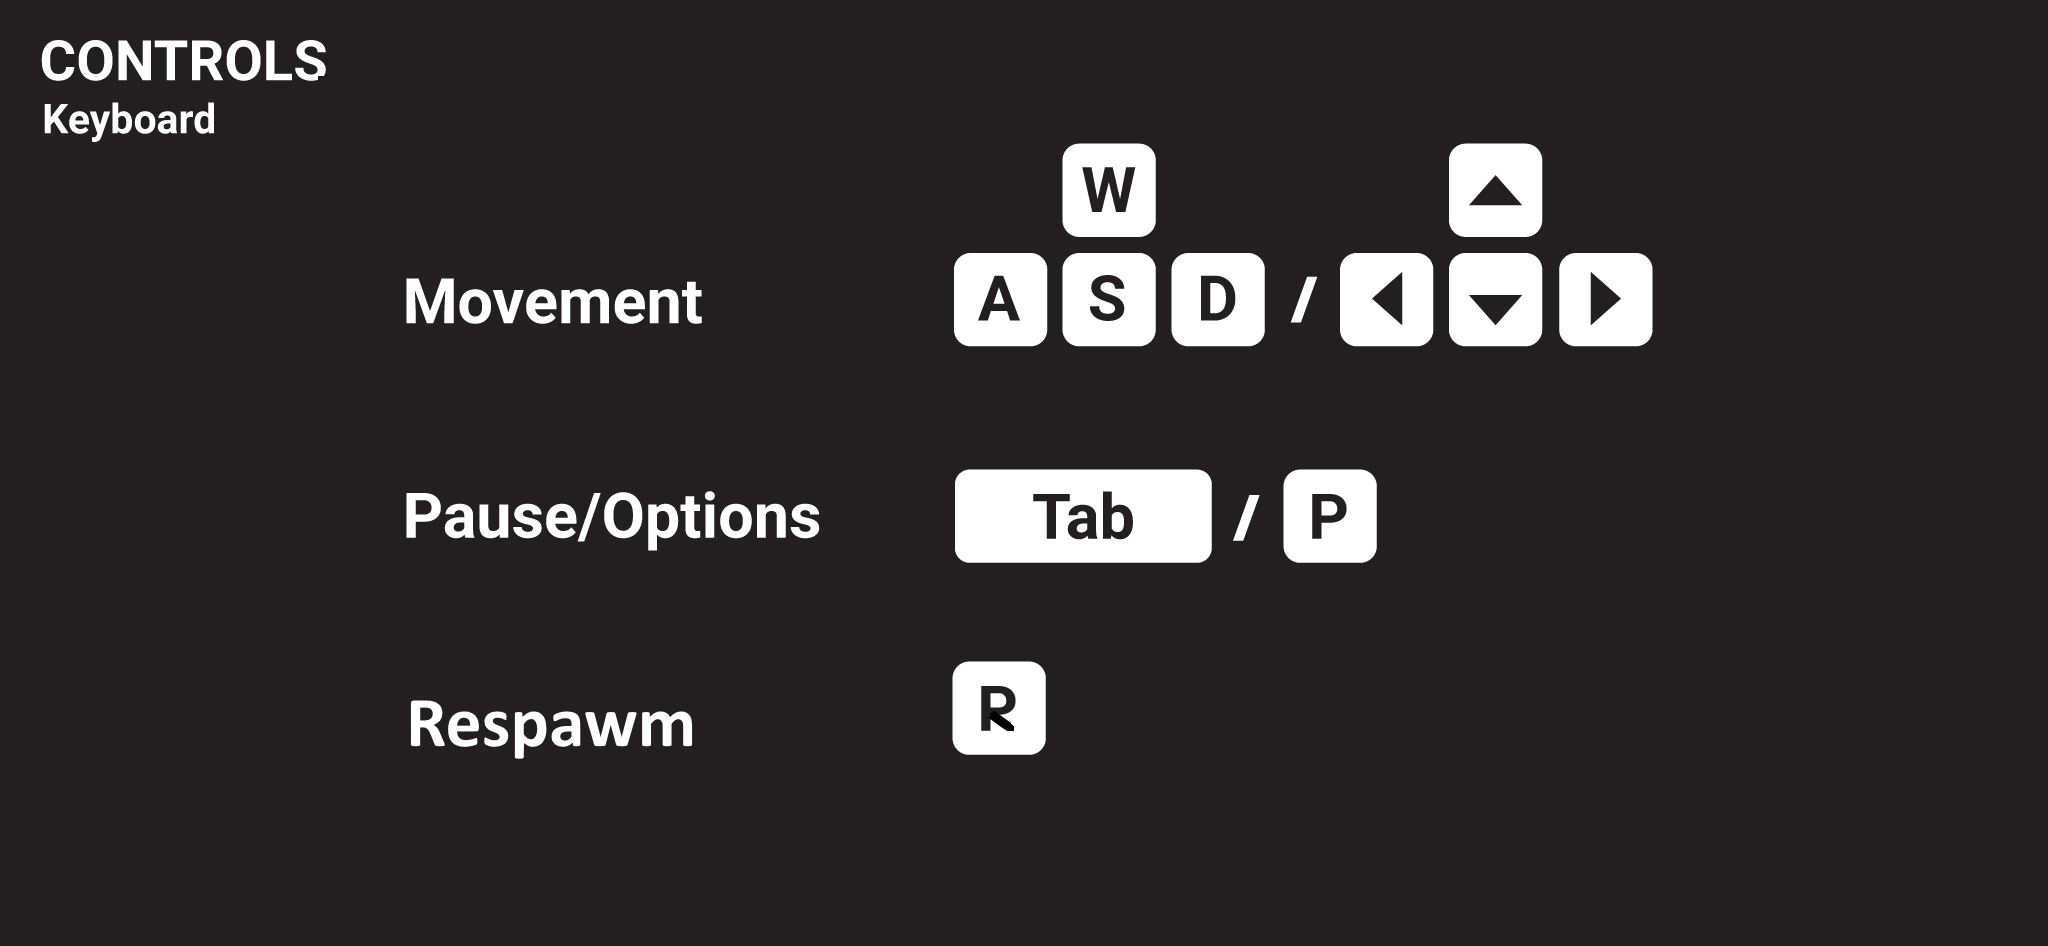 CONTROLS
Keyboard
W
Movement A S D /
Pause/Options Tab / P
Respawm R